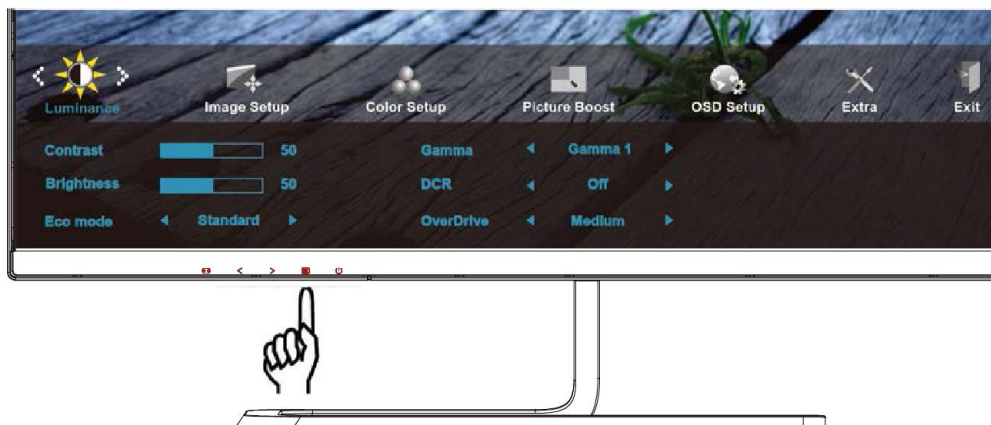 Luminance Image Setup Color Setup Picture Boost OSD Setup Extra Exit
Contrast 50 Gamma Gamma 1
Brightness 50 DCR Off
Eco mode Standard OverDrive Medium